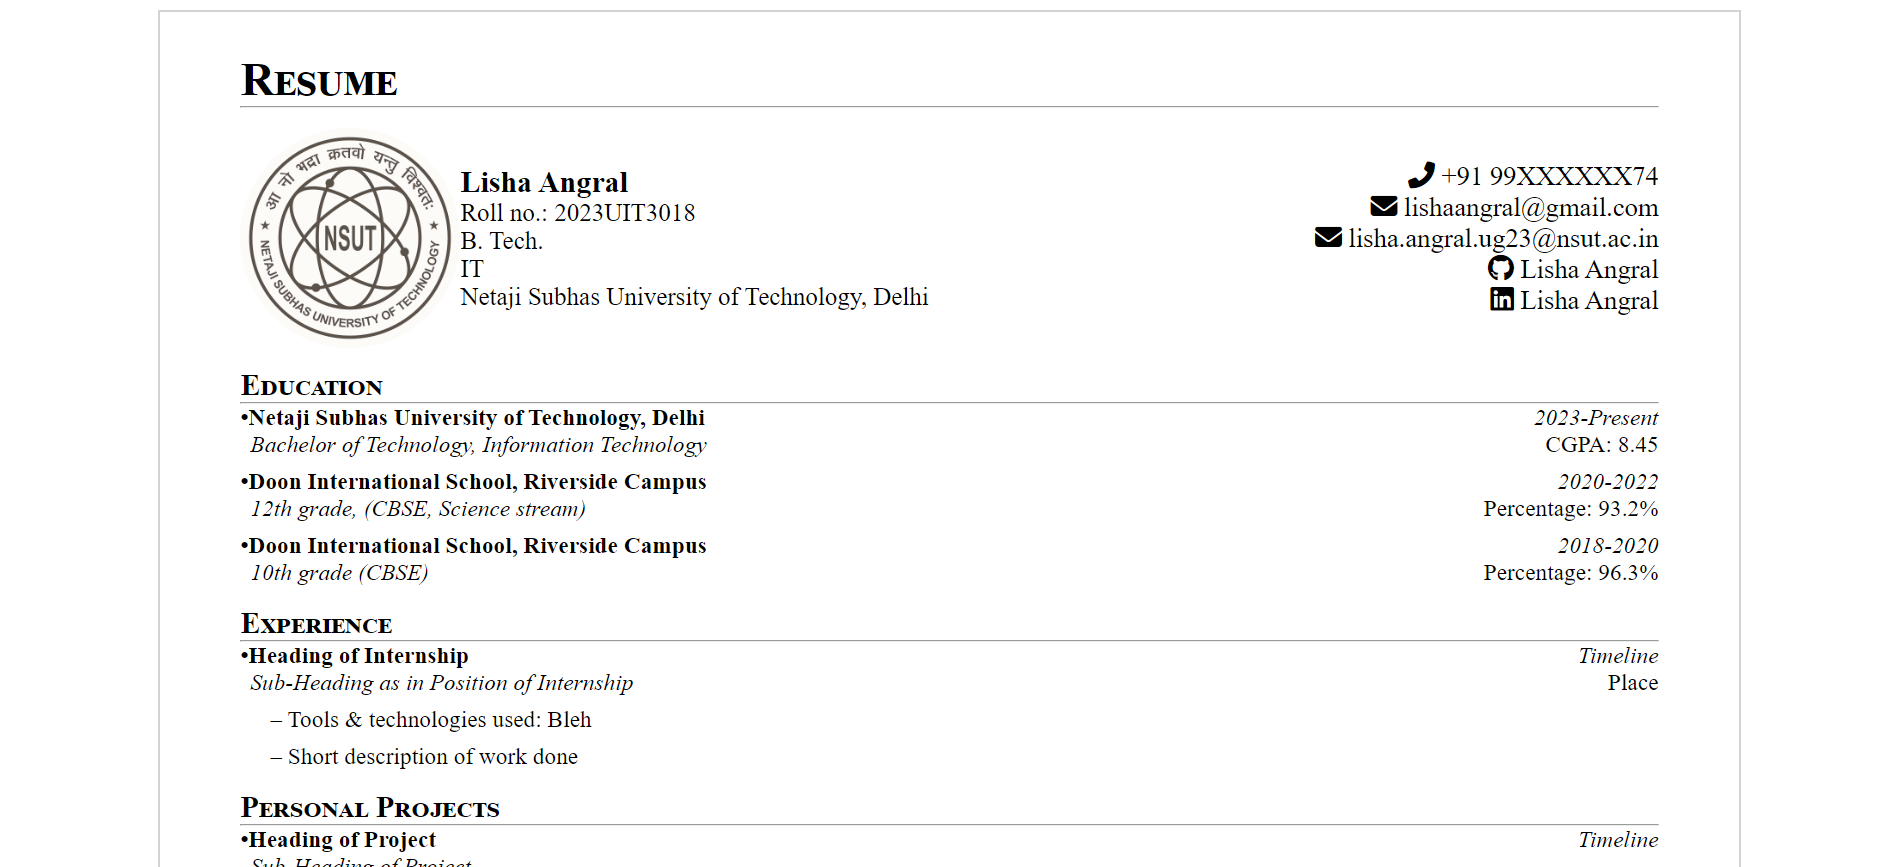 Resume
आ नो भद्रा क्रतवो यन्तु विश्वतः
NSUT
NETAJI SUBHAS UNIVERSITY OF TECHNOLOGY
Lisha Angral
Roll no.: 2023UIT3018
B. Tech.
IT
Netaji Subhas University of Technology, Delhi
+91 99XXXXXX74
lishaangral@gmail.com
lisha.angral.ug23@nsut.ac.in
Lisha Angral
Lisha Angral
Education
•Netaji Subhas University of Technology, Delhi 2023-Present
Bachelor of Technology, Information Technology CGPA: 8.45
•Doon International School, Riverside Campus 2020-2022
12th grade, (CBSE, Science stream) Percentage: 93.2%
•Doon International School, Riverside Campus 2018-2020
10th grade (CBSE) Percentage: 96.3%
Experience
•Heading of Internship Timeline
Sub-Heading as in Position of Internship Place
– Tools & technologies used: Bleh
– Short description of work done
Personal Projects
•Heading of Project Timeline
Sub-Heading of Project